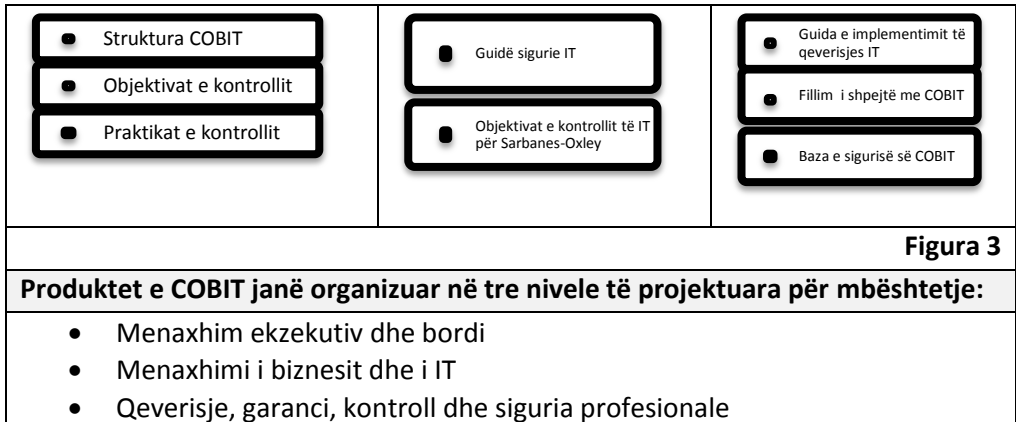 Struktura COBIT
Objektivat e kontrollit
Praktikat e kontrollit
Guidë sigurie IT
Objektivat e kontrollit të IT
për Sarbanes-Oxley
Guida e implementimit të
qeverisjes IT
Fillim i shpejtë me COBIT
Baza e sigurisë së COBIT
Figura 3
Produktet e COBIT janë organizuar në tre nivele të projektuara për mbështetje:
• Menaxhim ekzekutiv dhe bordi
• Menaxhimi i biznesit dhe i IT
• Qeverisje, garanci, kontroll dhe siguria profesionale